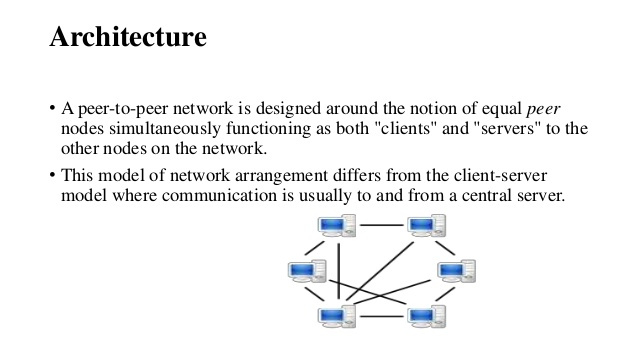 Architecture
• A peer-to-peer network is designed around the notion of equal peer
nodes simultaneously functioning as both "clients" and "servers" to the
other nodes on the network.
• This model of network arrangement differs from the client-server
model where communication is usually to and from a central server.